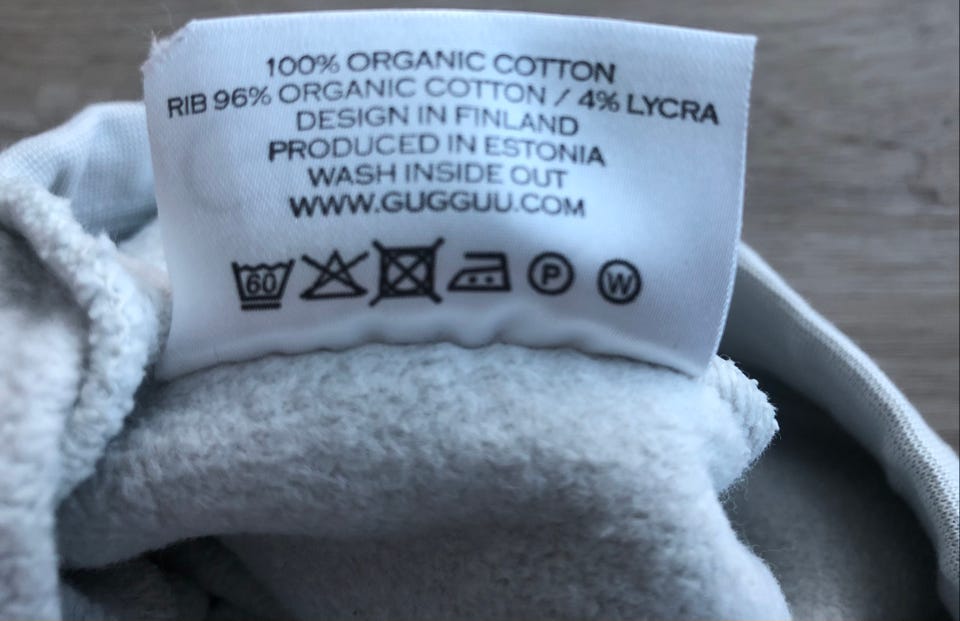 100% ORGANIC COTTON
RIB 96% ORGANIC COTTON / 4% LYCRA
DESIGN IN FINLAND
PRODUCED IN ESTONIA
WASH INSIDE OUT
WWW.GUGGUU.COM
60 P W